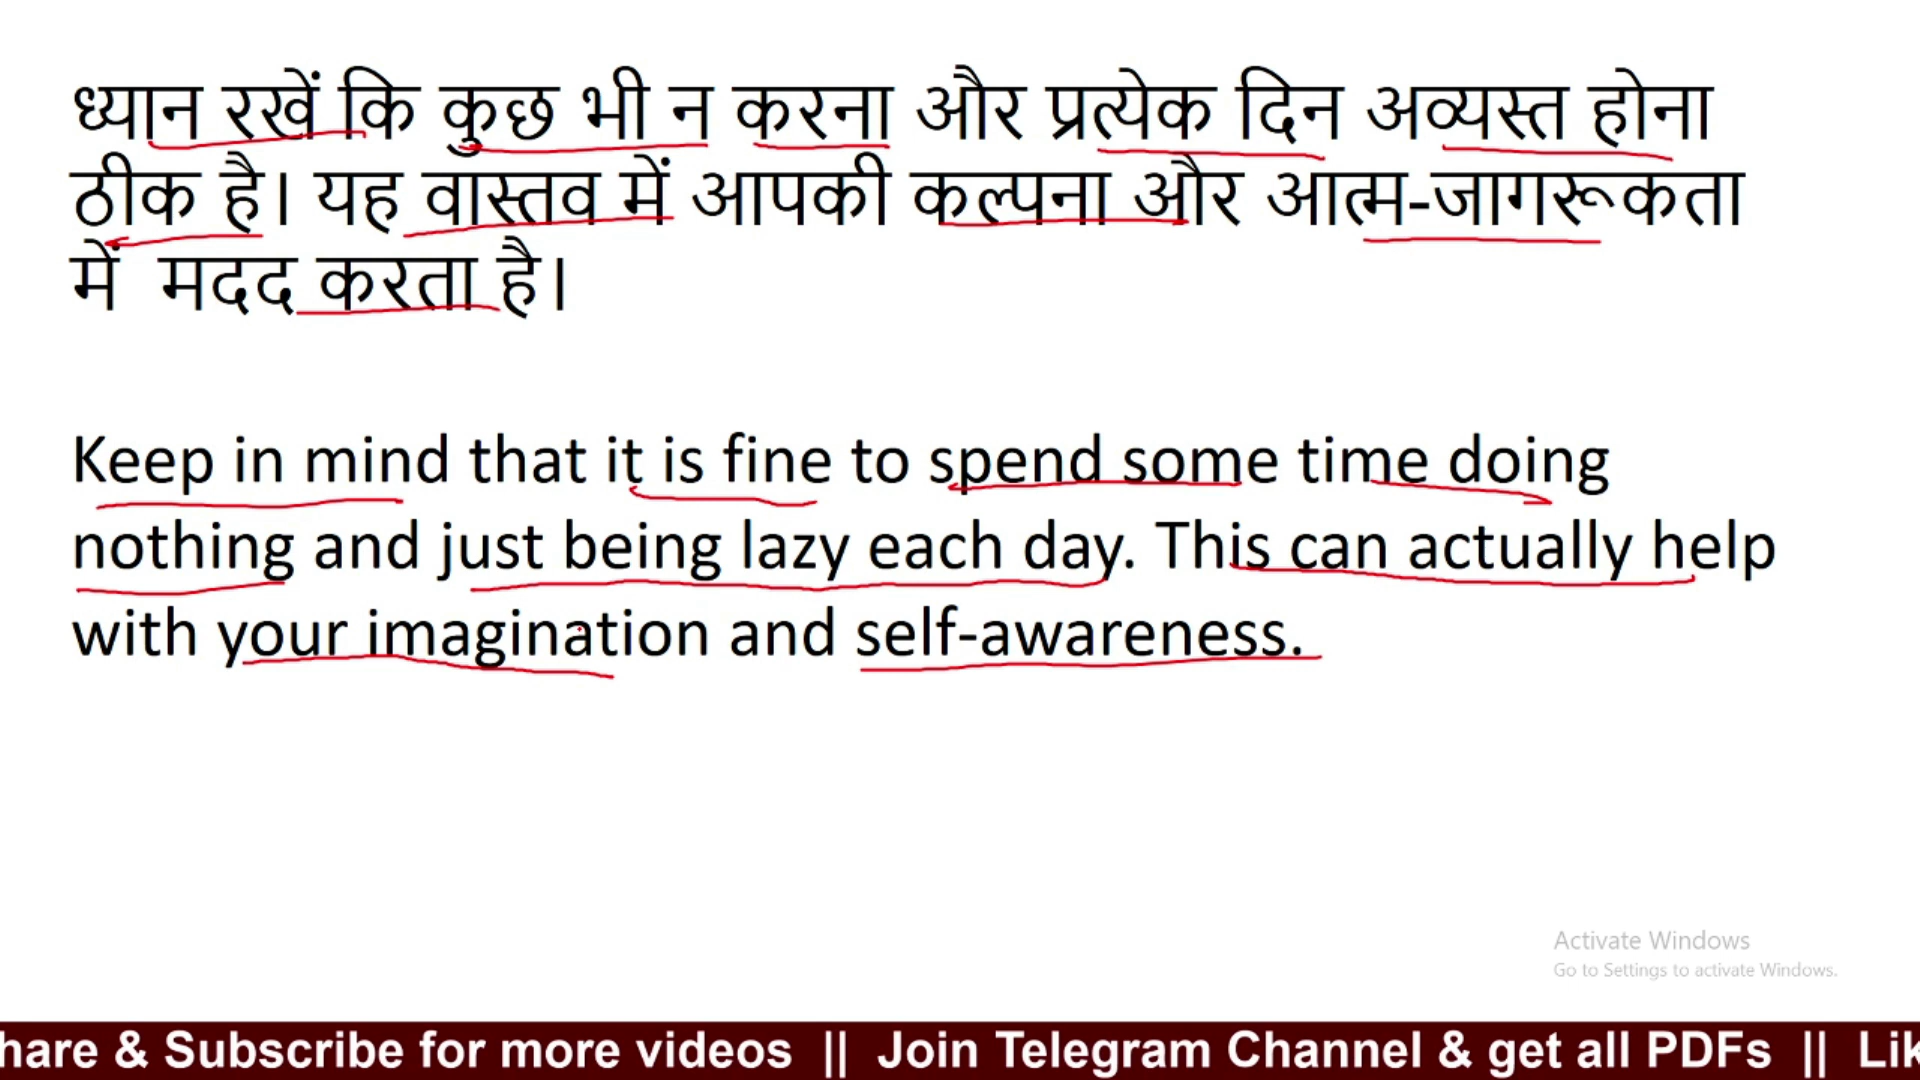 ध्यान रखें कि कुछ भी न करना और प्रत्येक दिन अव्यस्त होना
ठीक है। यह वास्तव में आपकी कल्पना और आत्म-जागरूकता
में मदद करता है।
Keep in mind that it is fine to spend some time doing
nothing and just being lazy each day. This can actually help
with your imagination and self-awareness.
Activate Windows
Go to Settings to activate Windows.
hare & Subscribe for more videos || Join Telegram Channel & get all PDFs || Lik